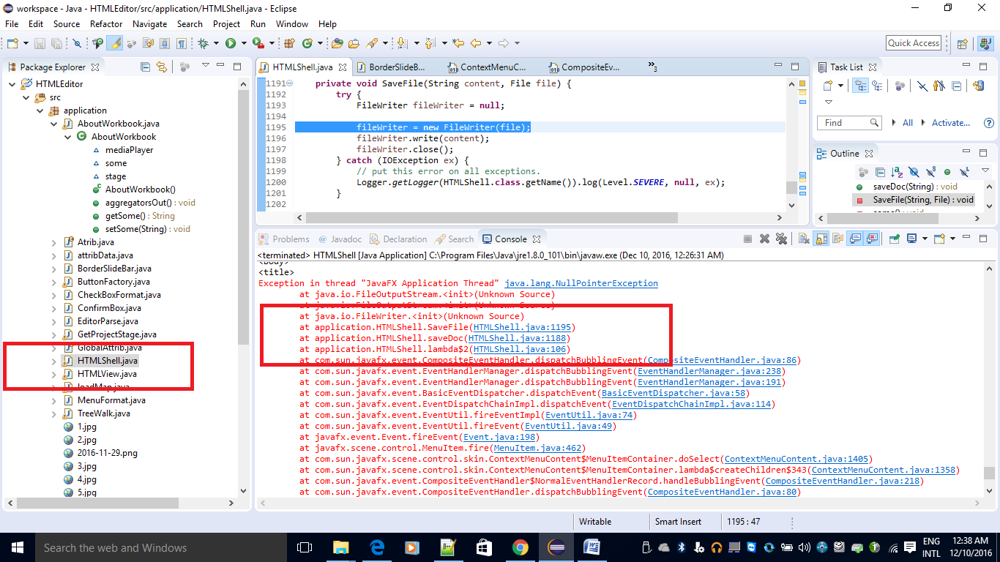 workspace - Java - HTMLEditor/src/application/HTMLShell.java - Eclipse
File Edit Source Refactor Navigate Search Project Run Window Help
Quick Access
Package Explorer
HTMLEditor
src
application
AboutWorkbook.java
AboutWorkbook
mediaPlayer
some
stage
AboutWorkbook()
aggregatorsOut() : void
getSome() : String
setSome(String) : void
Atrib.java
attribData.java
BorderSlideBar.java
ButtonFactory.java
CheckBoxFormat.java
ConfirmBox.java
EditorParse.java
GetProjectStage.java
GlobalAttrib.java
HTMLShell.java
HTMLView.java
loadMap.java
MenuFormat.java
TreeWalk.java
1.jpg
2.jpg
2016-11-29.png
3.jpg
4.jpg
5.jpg
HTMLShell.java BorderSlideB... ContextMenuC... CompositeEv... »3
1191 private void SaveFile(String content, File file) {
1192 try {
1193 FileWriter fileWriter = null;
1194
1195 fileWriter = new FileWriter(file);
1196 fileWriter.write(content);
1197 fileWriter.close();
1198 } catch (IOException ex) {
1199 // put this error on all exceptions.
1200 Logger.getLogger(HTMLShell.class.getName()).log(Level.SEVERE, null, ex);
1201 }
1202
Task List
Find All Activate...
Outline
saveDoc(String) : void
SaveFile(String, File) : void
Problems @ Javadoc Declaration Search Console
<terminated> HTMLShell [Java Application] C:\Program Files\Java\jre1.8.0_101\bin\javaw.exe (Dec 10, 2016, 12:26:31 AM)
<body>
<title>
Exception in thread "JavaFX Application Thread" java.lang.NullPointerException
at java.io.FileOutputStream.<init>(Unknown Source)
at java.io.FileOutputStream.<init>(Unknown Source)
at java.io.FileWriter.<init>(Unknown Source)
at application.HTMLShell.SaveFile(HTMLShell.java:1195)
at application.HTMLShell.saveDoc(HTMLShell.java:1188)
at application.HTMLShell.lambda$2(HTMLShell.java:106)
at com.sun.javafx.event.CompositeEventHandler.dispatchBubblingEvent(CompositeEventHandler.java:86)
at com.sun.javafx.event.EventHandlerManager.dispatchBubblingEvent(EventHandlerManager.java:238)
at com.sun.javafx.event.EventHandlerManager.dispatchBubblingEvent(EventHandlerManager.java:191)
at com.sun.javafx.event.BasicEventDispatcher.dispatchEvent(BasicEventDispatcher.java:58)
at com.sun.javafx.event.EventDispatchChainImpl.dispatchEvent(EventDispatchChainImpl.java:114)
at com.sun.javafx.event.EventUtil.fireEventImpl(EventUtil.java:74)
at com.sun.javafx.event.EventUtil.fireEvent(EventUtil.java:49)
at javafx.event.Event.fireEvent(Event.java:198)
at javafx.scene.control.MenuItem.fire(MenuItem.java:462)
at com.sun.javafx.scene.control.skin.ContextMenuContent$MenuItemContainer.doSelect(ContextMenuContent.java:1405)
at com.sun.javafx.scene.control.skin.ContextMenuContent$MenuItemContainer.lambda$createChildren$343(ContextMenuContent.java:1358)
at com.sun.javafx.event.CompositeEventHandler$NormalEventHandlerRecord.handleBubblingEvent(CompositeEventHandler.java:218)
at com.sun.javafx.event.CompositeEventHandler.dispatchBubblingEvent(CompositeEventHandler.java:80)
Writable Smart Insert 1195 : 47
Search the web and Windows
ENG
INTL
12:38 AM
12/10/2016